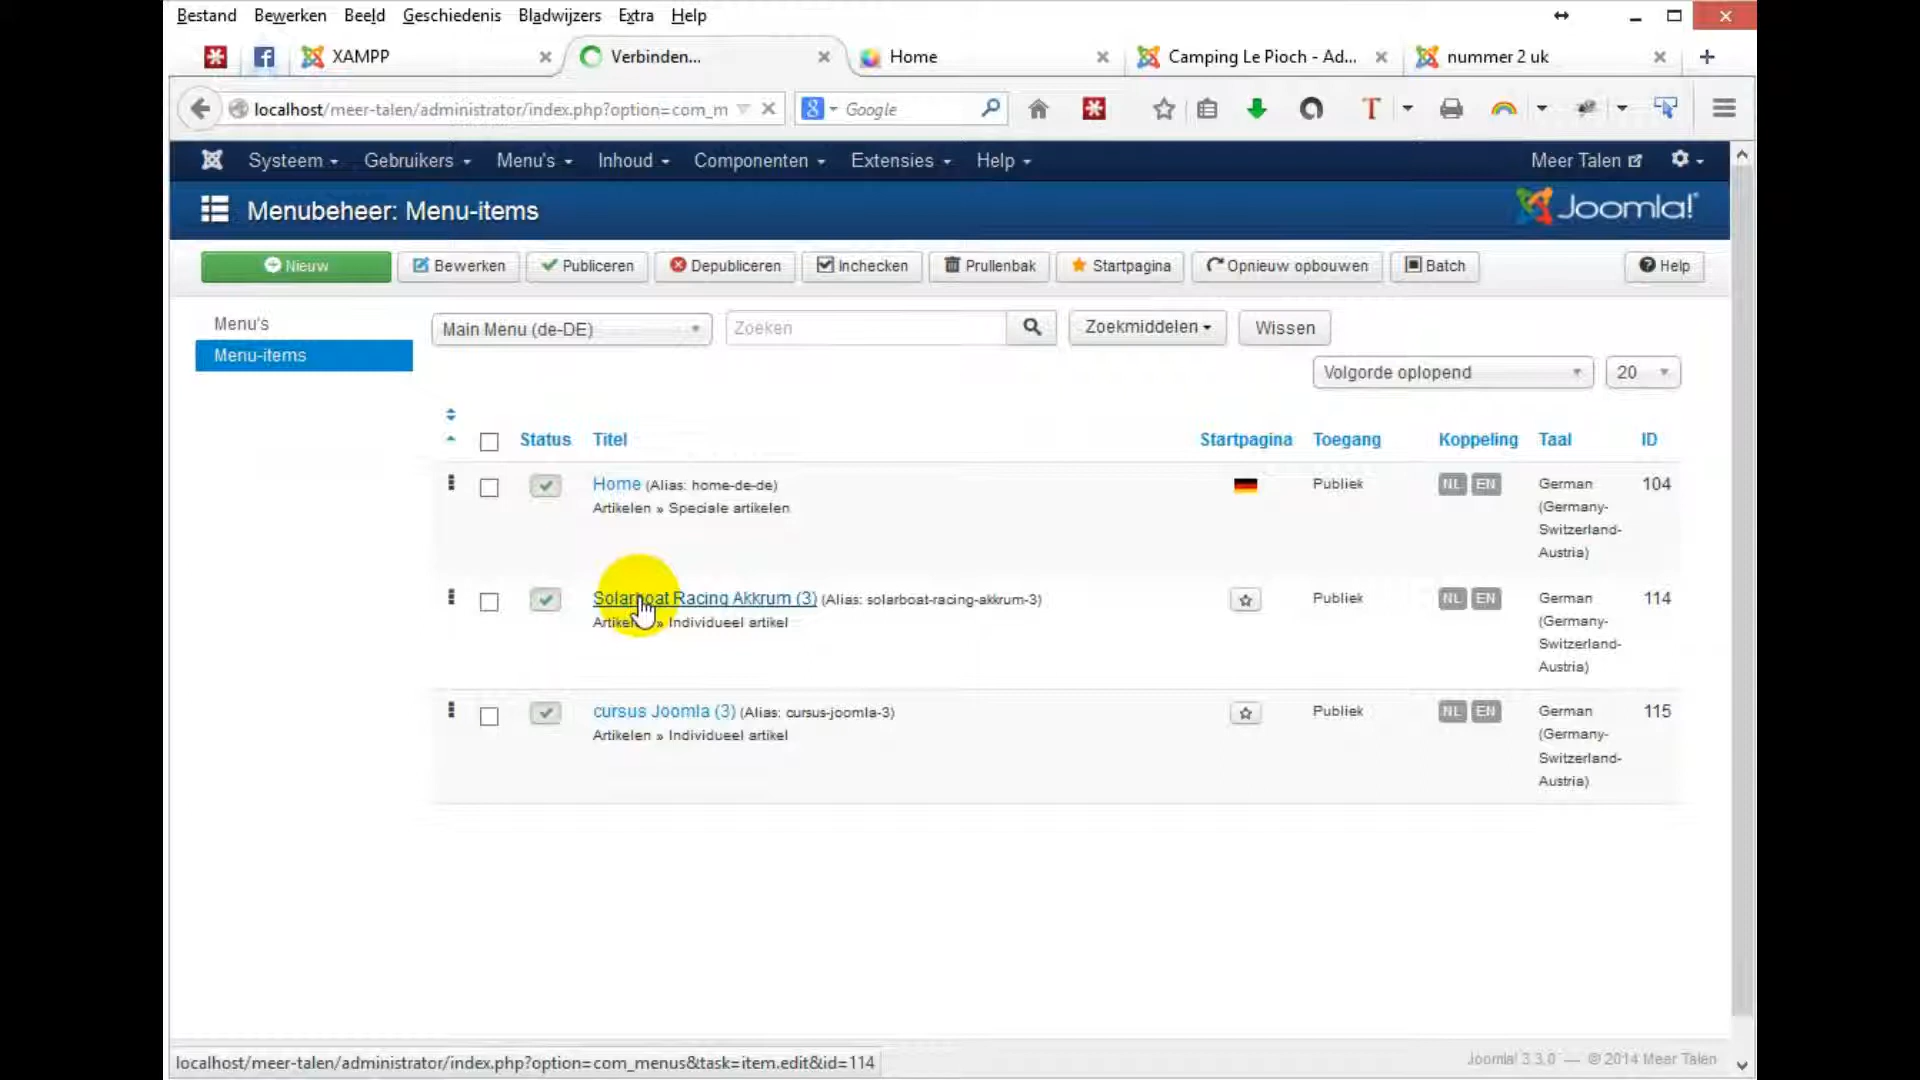 Bestand Bewerken Beeld Geschiedenis Bladwijzers Extra Help
XAMPP Verbinden... Home Camping Le Pioch - Ad... nummer 2 uk
localhost/meer-talen/administrator/index.php?option=com_m Google
Systeem Gebruikers Menu's Inhoud Componenten Extensies Help Meer Talen
Menubeheer: Menu-items Joomla!
Nieuw Bewerken Publiceren Depubliceren Inchecken Prullenbak Startpagina Opnieuw opbouwen Batch Help
Menu's
Menu-items
Main Menu (de-DE) Zoeken Zoekmiddelen Wissen
Volgorde oplopend 20
Status Titel Startpagina Toegang Koppeling Taal ID
Home (Alias: home-de-de) Publiek NL EN German 104
Artikelen » Speciale artikelen (Germany-
Switzerland-
Austria)
Solarboat Racing Akkrum (3) (Alias: solarboat-racing-akkrum-3) Publiek NL EN German 114
Artikelen » Individueel artikel (Germany-
Switzerland-
Austria)
cursus Joomla (3) (Alias: cursus-joomla-3) Publiek NL EN German 115
Artikelen » Individueel artikel (Germany-
Switzerland-
Austria)
localhost/meer-talen/administrator/index.php?option=com_menus&task=item.edit&id=114 Joomla! 3.3.0 — © 2014 Meer Talen